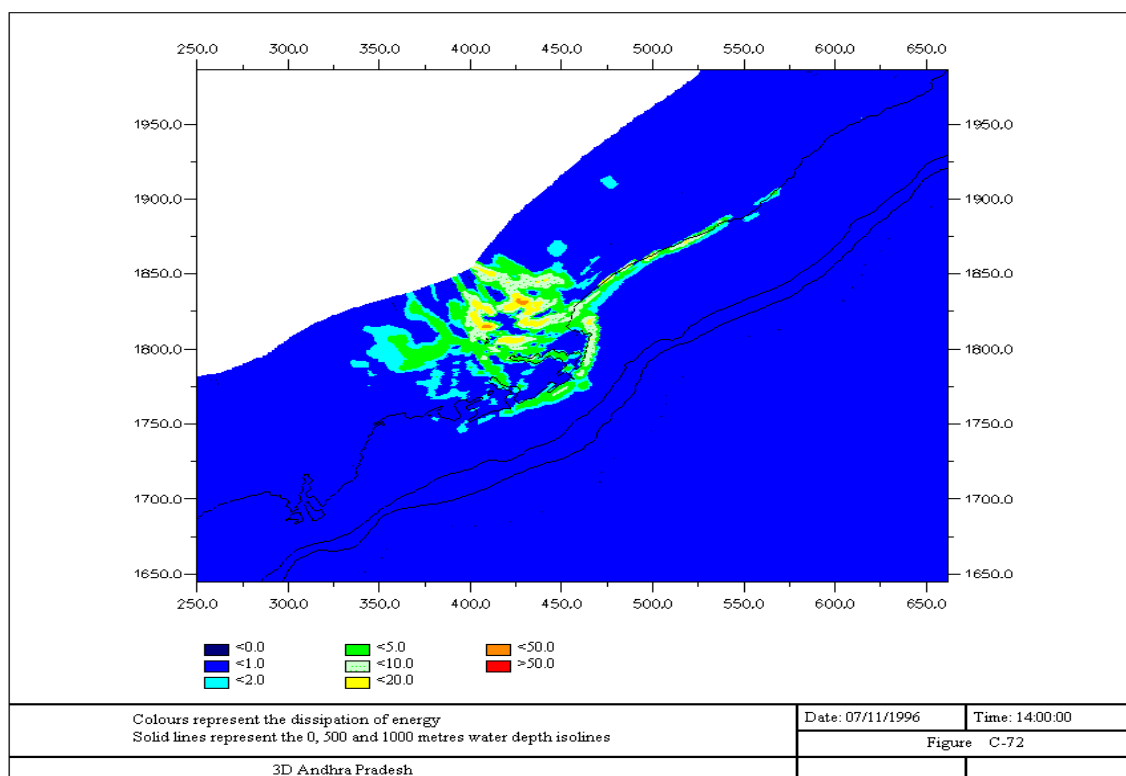 250.0 300.0 350.0 400.0 450.0 500.0 550.0 600.0 650.0
1950.0 1950.0
1900.0 1900.0
1850.0 1850.0
1800.0 1800.0
1750.0 1750.0
1700.0 1700.0
1650.0 1650.0
250.0 300.0 350.0 400.0 450.0 500.0 550.0 600.0 650.0
<0.0 <5.0 <50.0
<1.0 <10.0 >50.0
<2.0 <20.0
Colours represent the dissipation of energy
Solid lines represent the 0, 500 and 1000 metres water depth isolines
Date: 07/11/1996 Time: 14:00:00
Figure C-72
3D Andhra Pradesh